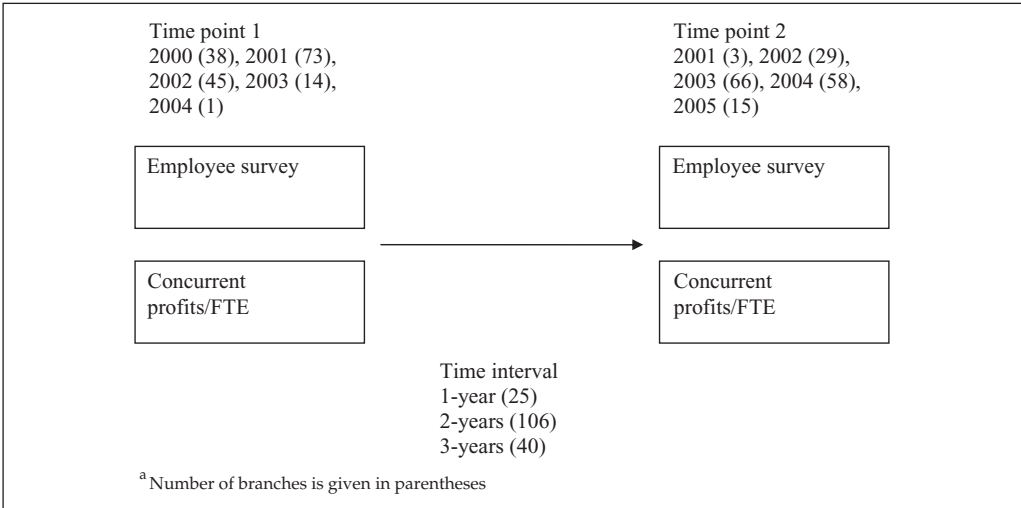 Time point 1
2000 (38), 2001 (73),
2002 (45), 2003 (14),
2004 (1)
Time point 2
2001 (3), 2002 (29),
2003 (66), 2004 (58),
2005 (15)
Employee survey
Employee survey
Concurrent
profits/FTE
Concurrent
profits/FTE
Time interval
1-year (25)
2-years (106)
3-years (40)
a Number of branches is given in parentheses